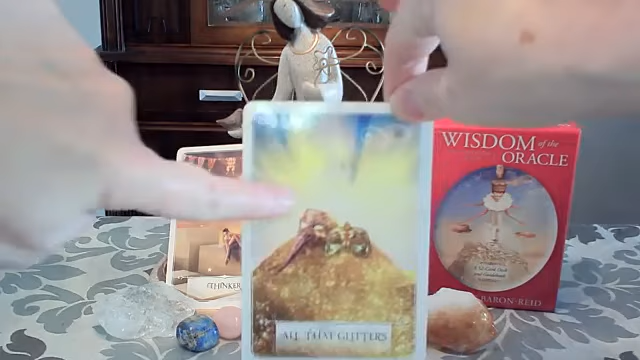 WISDOM of the
ORACLE
THINKER
ALL THAT GLITTERS
BARON-REID